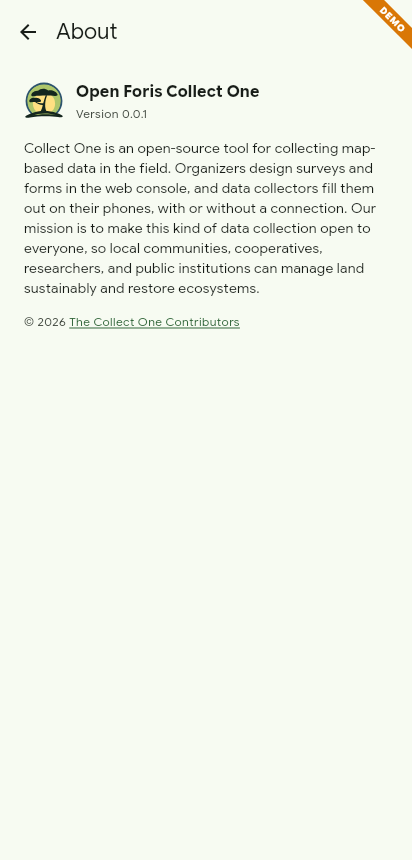 About
DEMO
Open Foris Collect One
Version 0.0.1
Collect One is an open-source tool for collecting map-
based data in the field. Organizers design surveys and
forms in the web console, and data collectors fill them
out on their phones, with or without a connection. Our
mission is to make this kind of data collection open to
everyone, so local communities, cooperatives,
researchers, and public institutions can manage land
sustainably and restore ecosystems.
© 2026 The Collect One Contributors